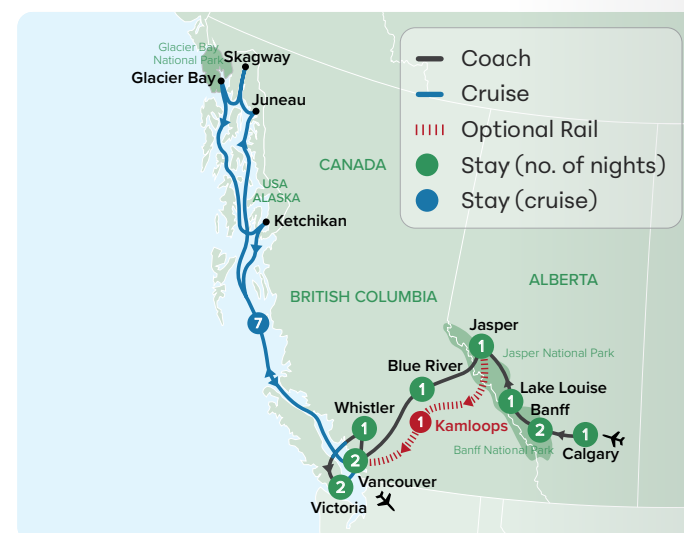 Glacier Bay
National Park
Skagway
Glacier Bay
Juneau
Coach
Cruise
Optional Rail
Stay (no. of nights)
Stay (cruise)
CANADA
USA
ALASKA
Ketchikan
ALBERTA
BRITISH COLUMBIA
7
Jasper
1
Jasper National Park
Blue River
1
Lake Louise
1
Banff
2
Whistler
1
1
Kamloops
1
Calgary
Banff National Park
2
Vancouver
2
Victoria